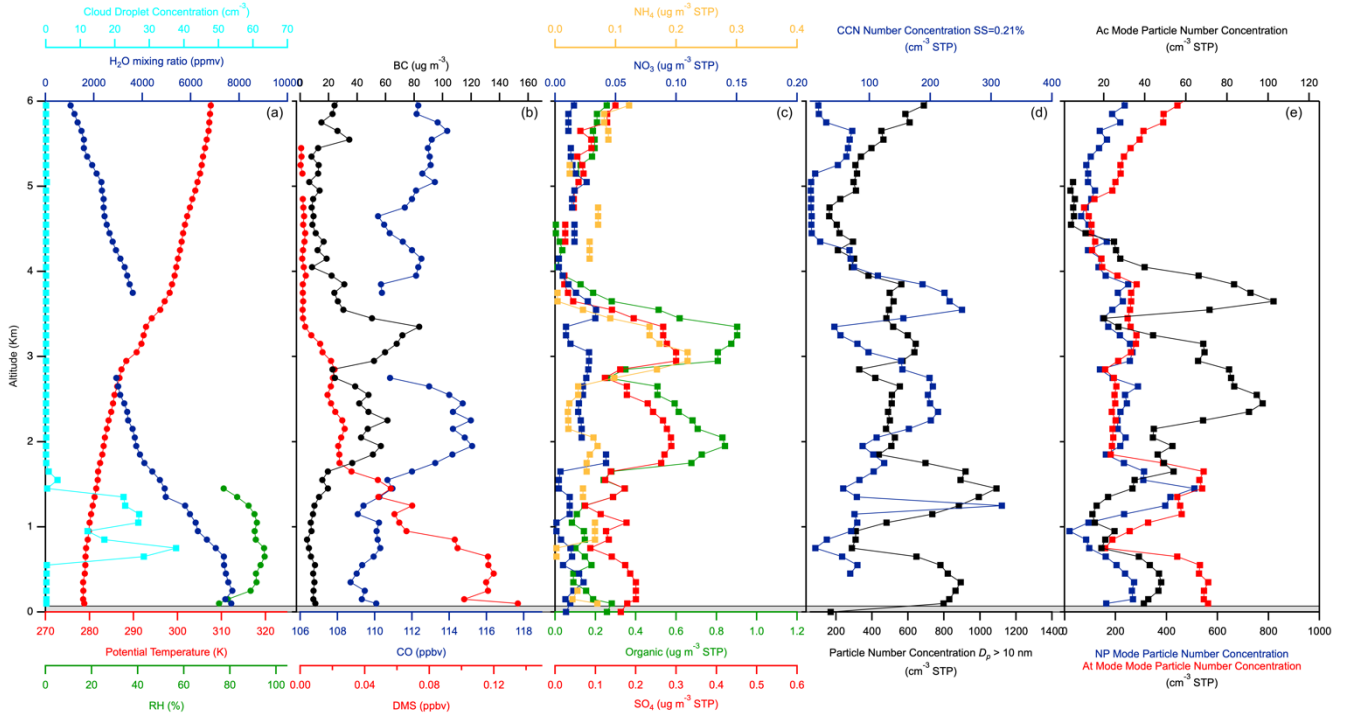 Cloud Droplet Concentration (cm⁻³)
0 10 20 30 40 50 60 70
H₂O mixing ratio (ppmv)
0 2000 4000 6000 8000 10000
BC (ug m⁻³)
0 20 40 60 80 100 120 140 160
NH₄ (ug m⁻³ STP)
0.0 0.1 0.2 0.3 0.4
NO₃ (ug m⁻³ STP)
0.00 0.05 0.10 0.15 0.20
CCN Number Concentration SS=0.21%
(cm⁻³ STP)
0 100 200 300 400
Ac Mode Particle Number Concentration
(cm⁻³ STP)
0 20 40 60 80 100
(a) (b) (c) (d) (e)
Altitude (Km)
6
5
4
3
2
1
0
270 280 290 300 310 320
Potential Temperature (K)
0 20 40 60 80 100
RH (%)
106 108 110 112 114 116 118
CO (ppbv)
0.00 0.04 0.08 0.12
DMS (ppbv)
0.0 0.2 0.4 0.6 0.8 1.0 1.2
Organic (ug m⁻³ STP)
0.0 0.1 0.2 0.3 0.4 0.5 0.6
SO₄ (ug m⁻³ STP)
200 400 600 800 1000 1200 1400
Particle Number Concentration Dₚ > 10 nm
(cm⁻³ STP)
0 200 400 600 800 1000
NP Mode Particle Number Concentration
At Mode Mode Particle Number Concentration
(cm⁻³ STP)